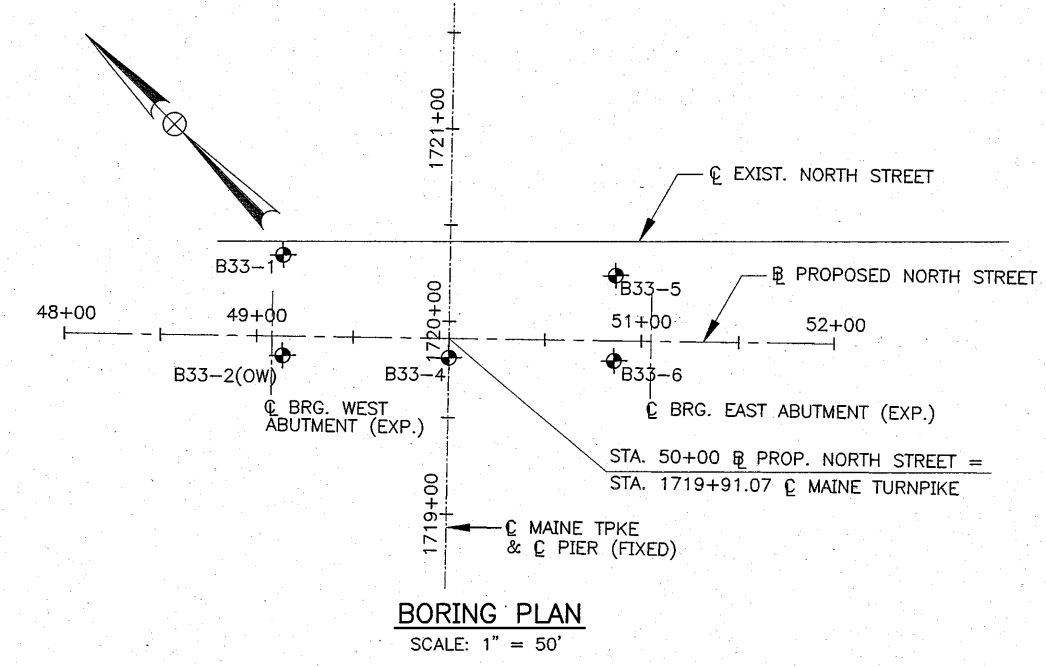 1721+00
℄ EXIST. NORTH STREET
B33-1
B33-5
℄ PROPOSED NORTH STREET
48+00
49+00
1720+00
51+00
52+00
B33-2(OW)
B33-4
B33-6
℄ BRG. WEST
ABUTMENT (EXP.)
℄ BRG. EAST ABUTMENT (EXP.)
STA. 50+00 ℄ PROP. NORTH STREET =
STA. 1719+91.07 ℄ MAINE TURNPIKE
1719+00
℄ MAINE TPKE
& ℄ PIER (FIXED)
BORING PLAN
SCALE: 1" = 50'